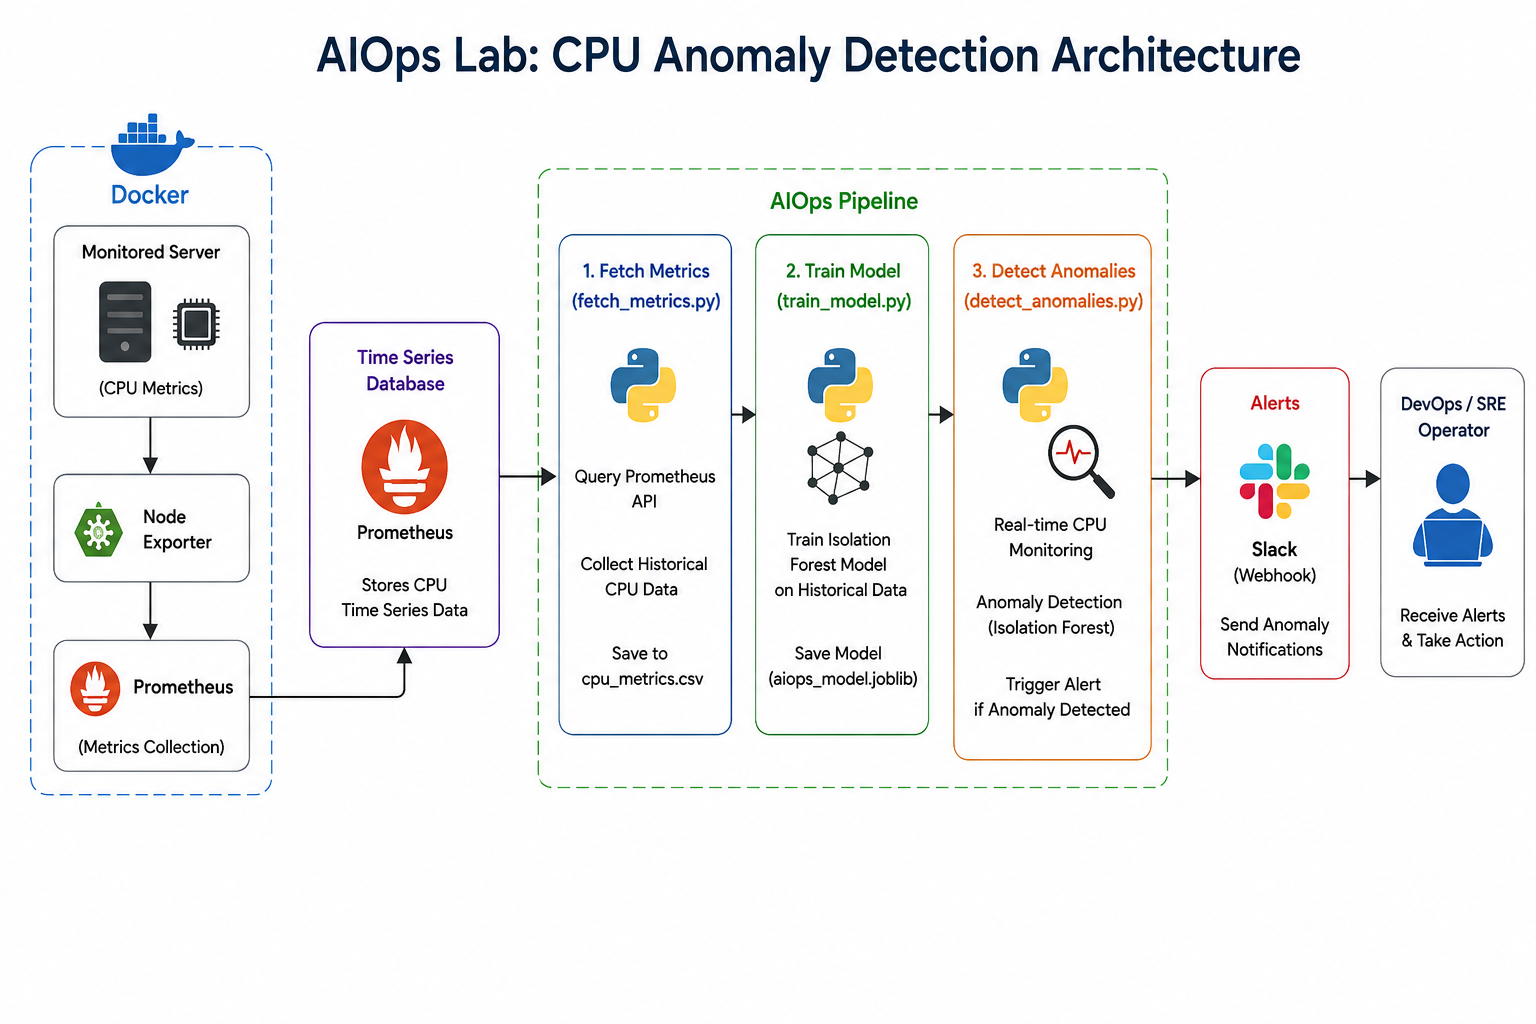 AIOps Lab: CPU Anomaly Detection Architecture
Docker
Monitored Server
(CPU Metrics)
Node
Exporter
Prometheus
(Metrics Collection)
Time Series
Database
Prometheus
Stores CPU
Time Series Data
AIOps Pipeline
1. Fetch Metrics
(fetch_metrics.py)
Query Prometheus
API
Collect Historical
CPU Data
Save to
cpu_metrics.csv
2. Train Model
(train_model.py)
Train Isolation
Forest Model
on Historical Data
Save Model
(aiops_model.joblib)
3. Detect Anomalies
(detect_anomalies.py)
Real-time CPU
Monitoring
Anomaly Detection
(Isolation Forest)
Trigger Alert
if Anomaly Detected
Alerts
Slack
(Webhook)
Send Anomaly
Notifications
DevOps / SRE
Operator
Receive Alerts
& Take Action